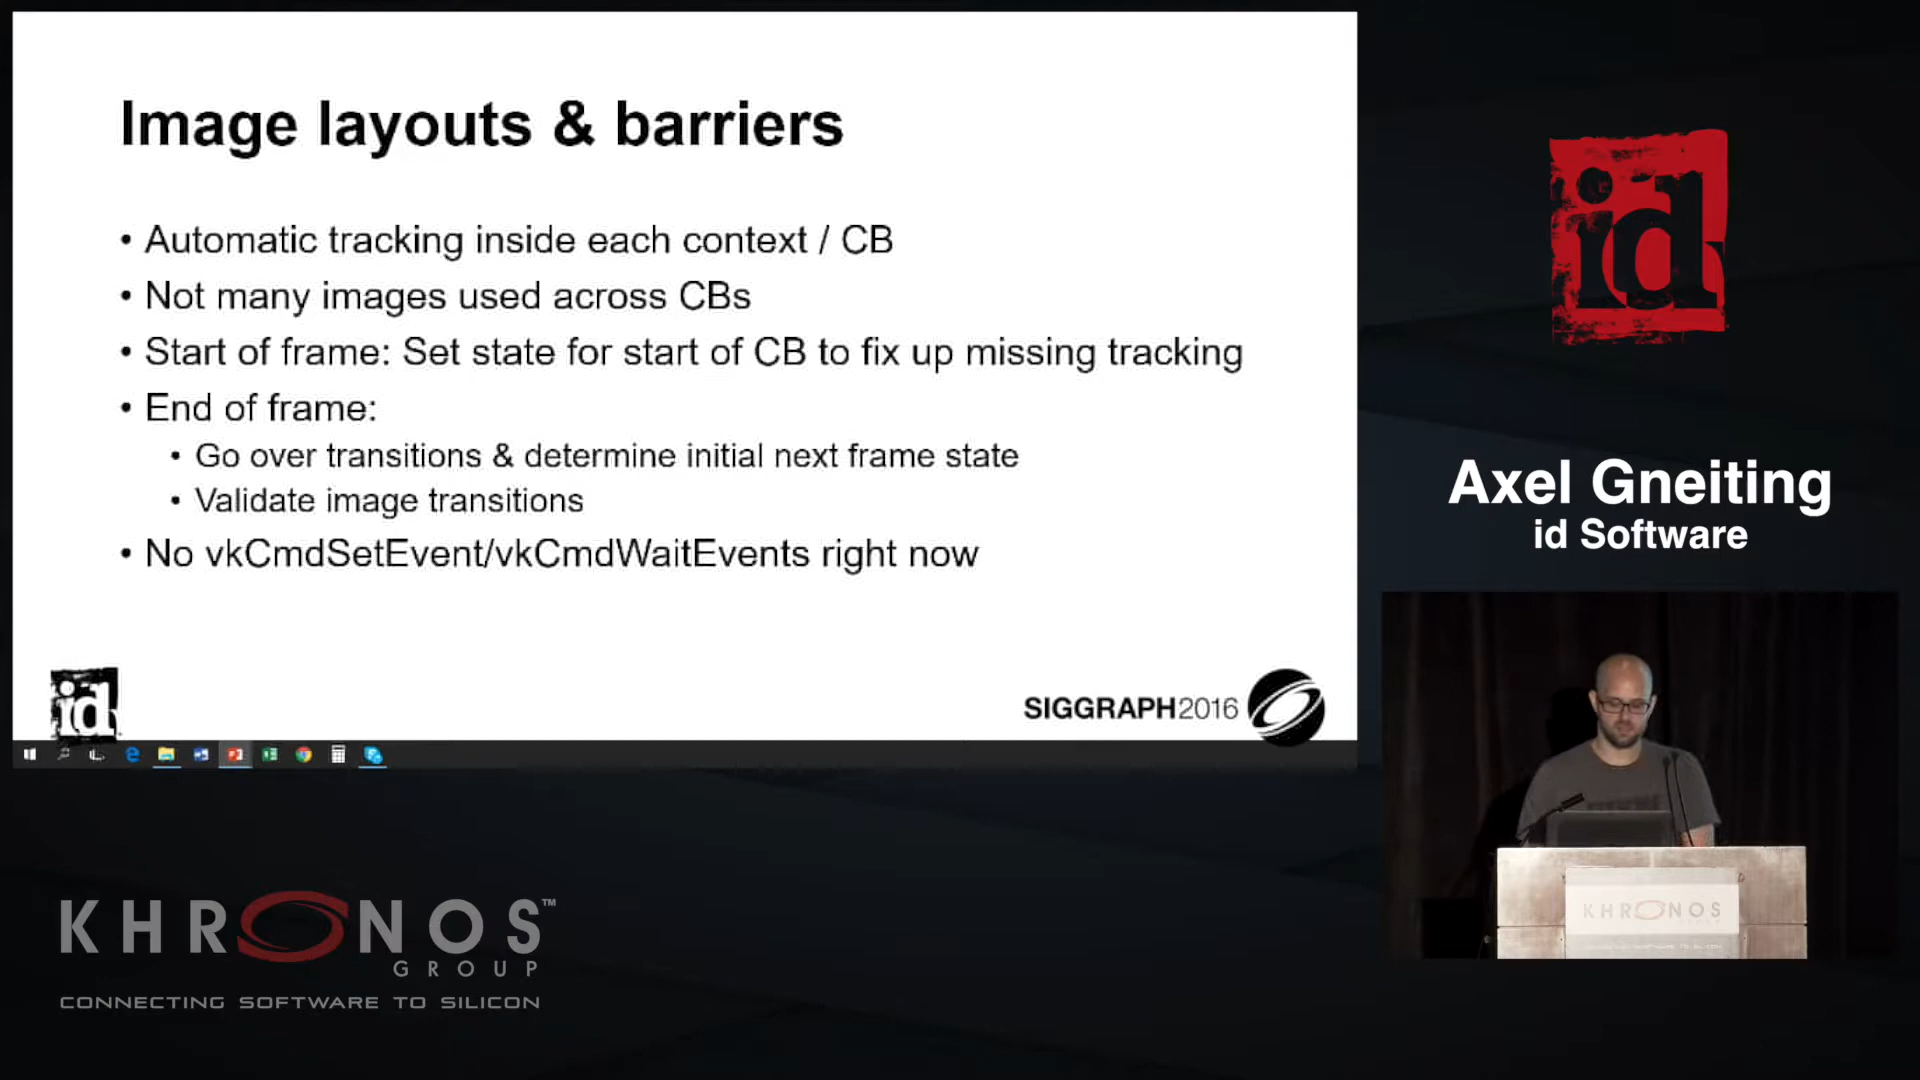 Image layouts & barriers
• Automatic tracking inside each context / CB
• Not many images used across CBs
• Start of frame: Set state for start of CB to fix up missing tracking
• End of frame:
• Go over transitions & determine initial next frame state
• Validate image transitions
• No vkCmdSetEvent/vkCmdWaitEvents right now
id
SIGGRAPH2016
id
Axel Gneiting
id Software
KHRONOS™
GROUP
CONNECTING SOFTWARE TO SILICON
KHRONOS